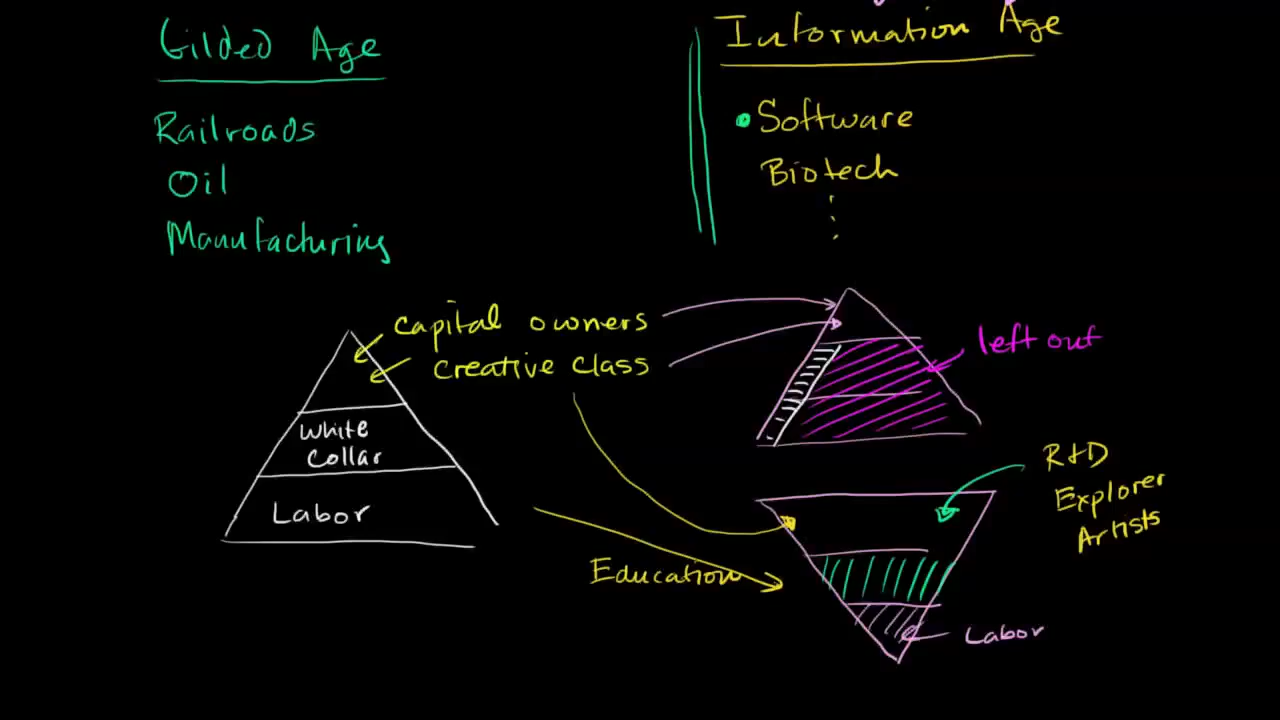 Gilded Age
Railroads
Oil
Manufacturing
Information Age
Software
Biotech
capital owners
creative class
White
Collar
Labor
left out
Education
R+D
Explorer
Artists
Labor